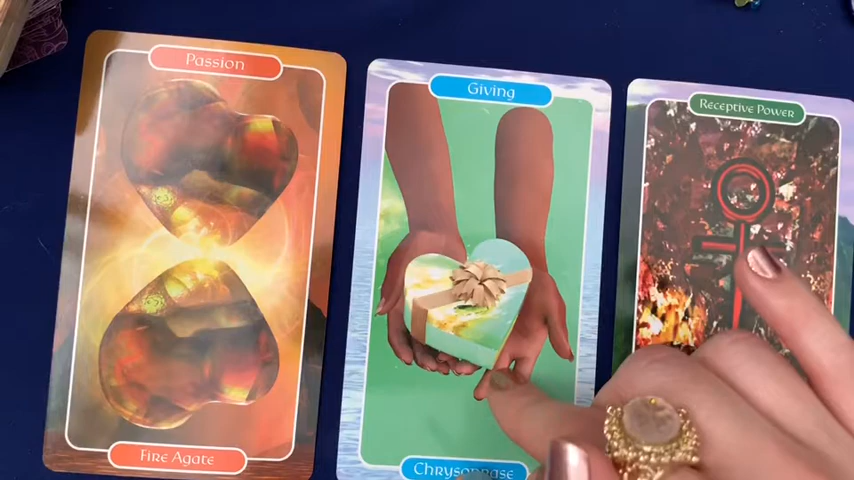 Passion
Giving
Receptive Power
Fire Agate
Chrysoprase